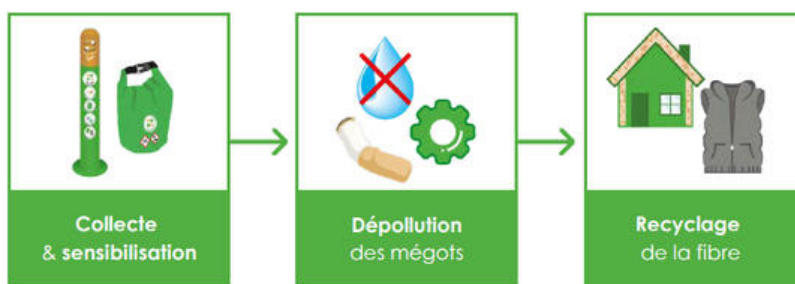 Collecte
& sensibilisation
Dépollution
des mégots
Recyclage
de la fibre